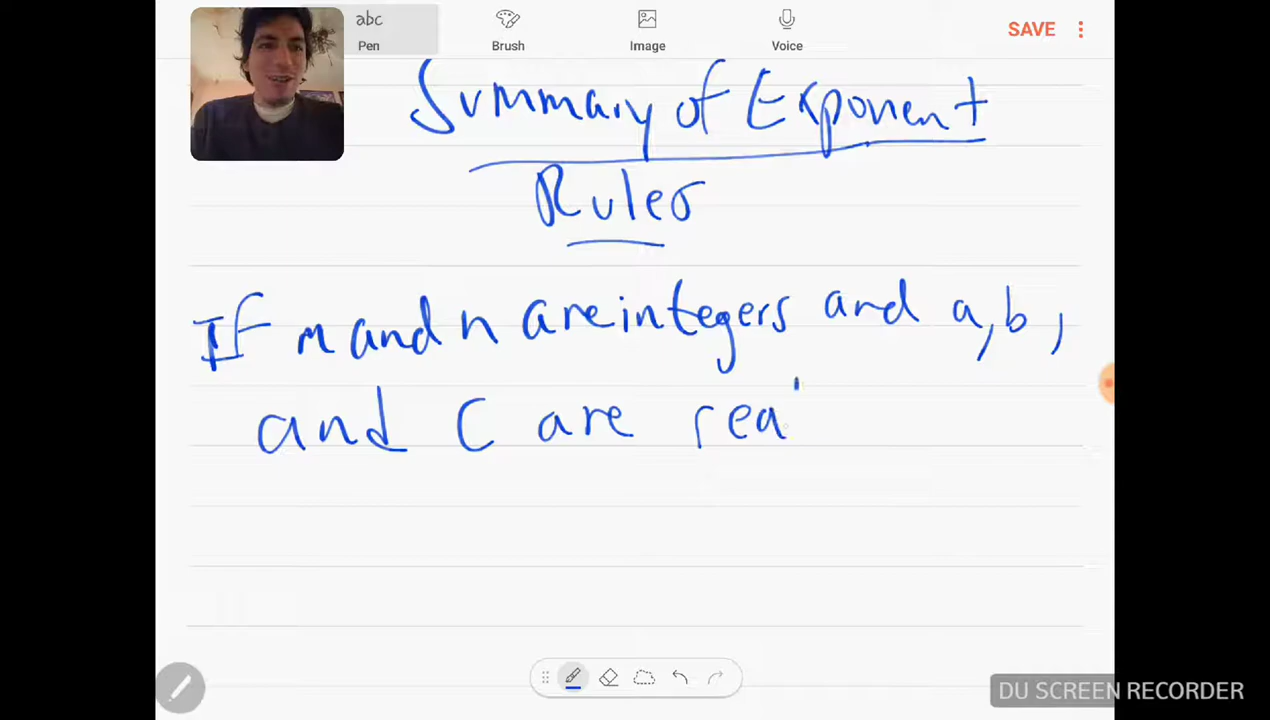 abc
Pen
Brush
Image
Voice
SAVE
Summary of Exponent
Rules
If m and n are integers and a, b,
and c are rea
DU SCREEN RECORDER